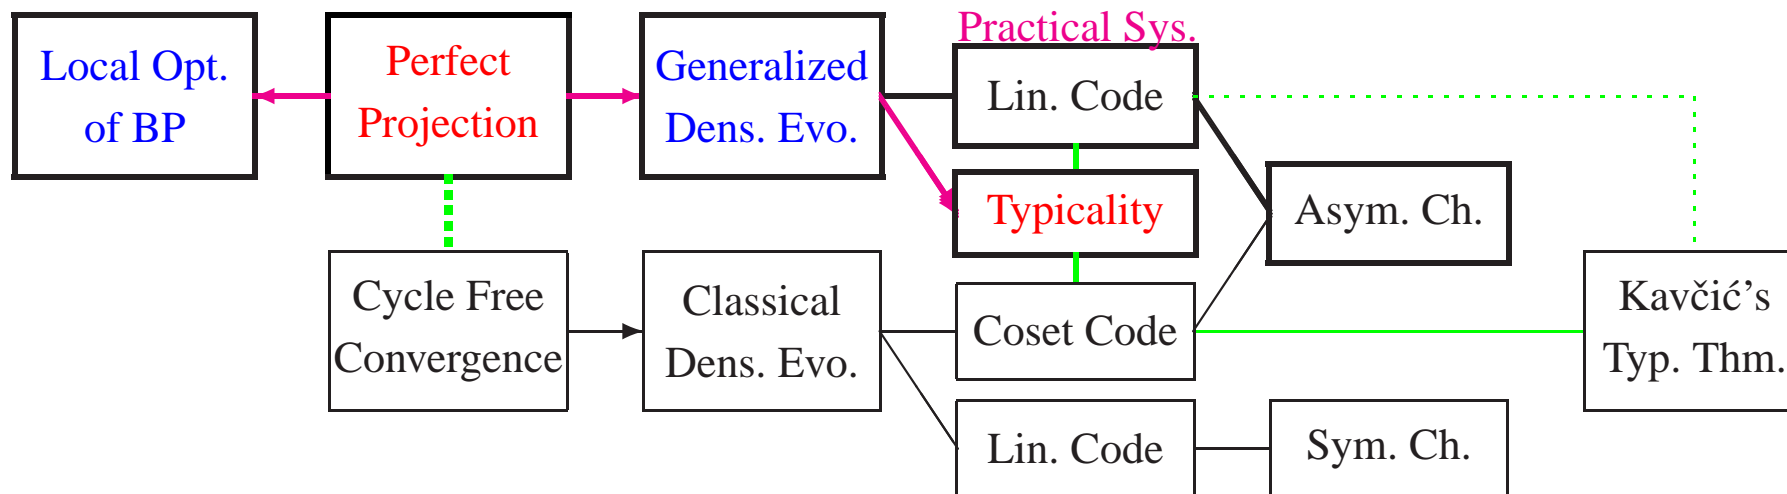 Practical Sys.
Local Opt.
of BP
Perfect
Projection
Generalized
Dens. Evo.
Lin. Code
Typicality
Asym. Ch.
Cycle Free
Convergence
Classical
Dens. Evo.
Coset Code
Kavčić's
Typ. Thm.
Lin. Code
Sym. Ch.